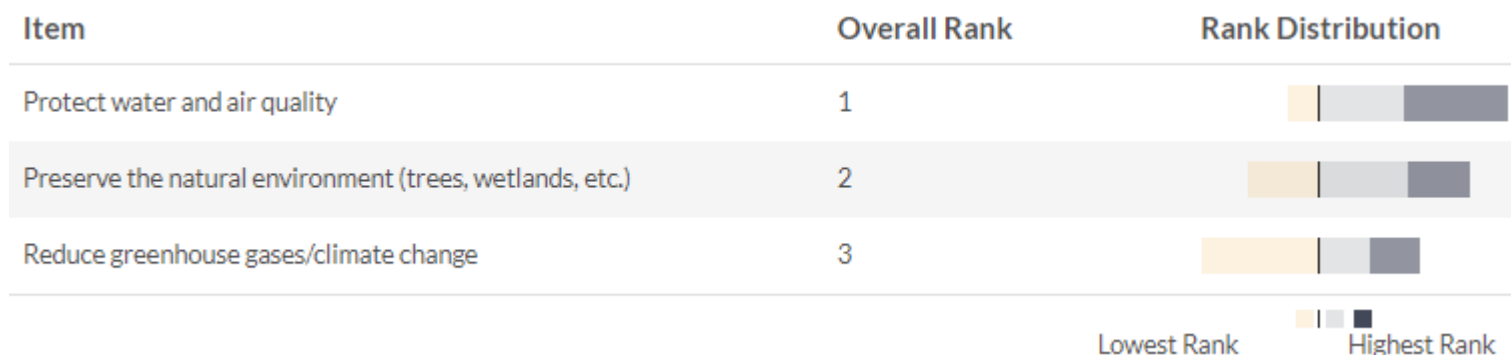 Item Overall Rank Rank Distribution
Protect water and air quality 1
Preserve the natural environment (trees, wetlands, etc.) 2
Reduce greenhouse gases/climate change 3
Lowest Rank Highest Rank